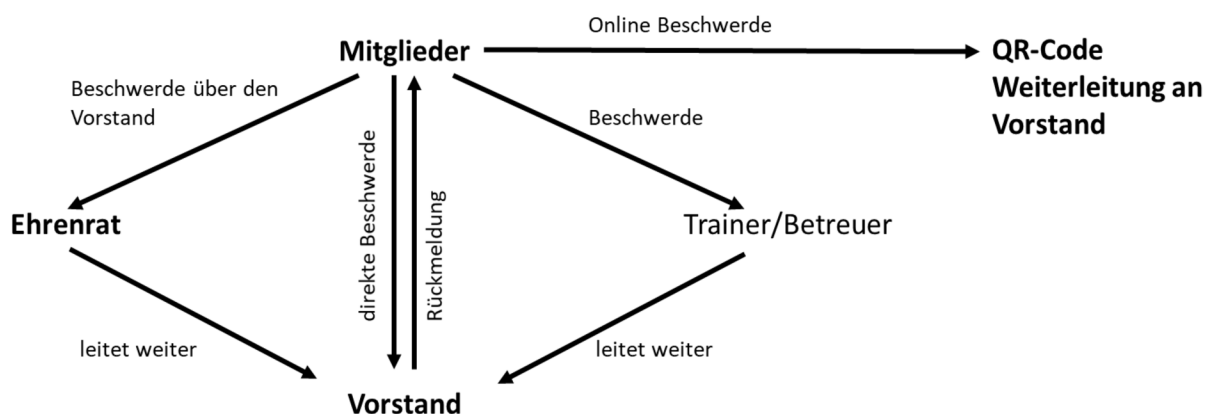 Online Beschwerde
Mitglieder
QR-Code
Weiterleitung an
Vorstand
Beschwerde über den
Vorstand
Beschwerde
direkte Beschwerde
Rückmeldung
Ehrenrat
Trainer/Betreuer
leitet weiter
leitet weiter
Vorstand